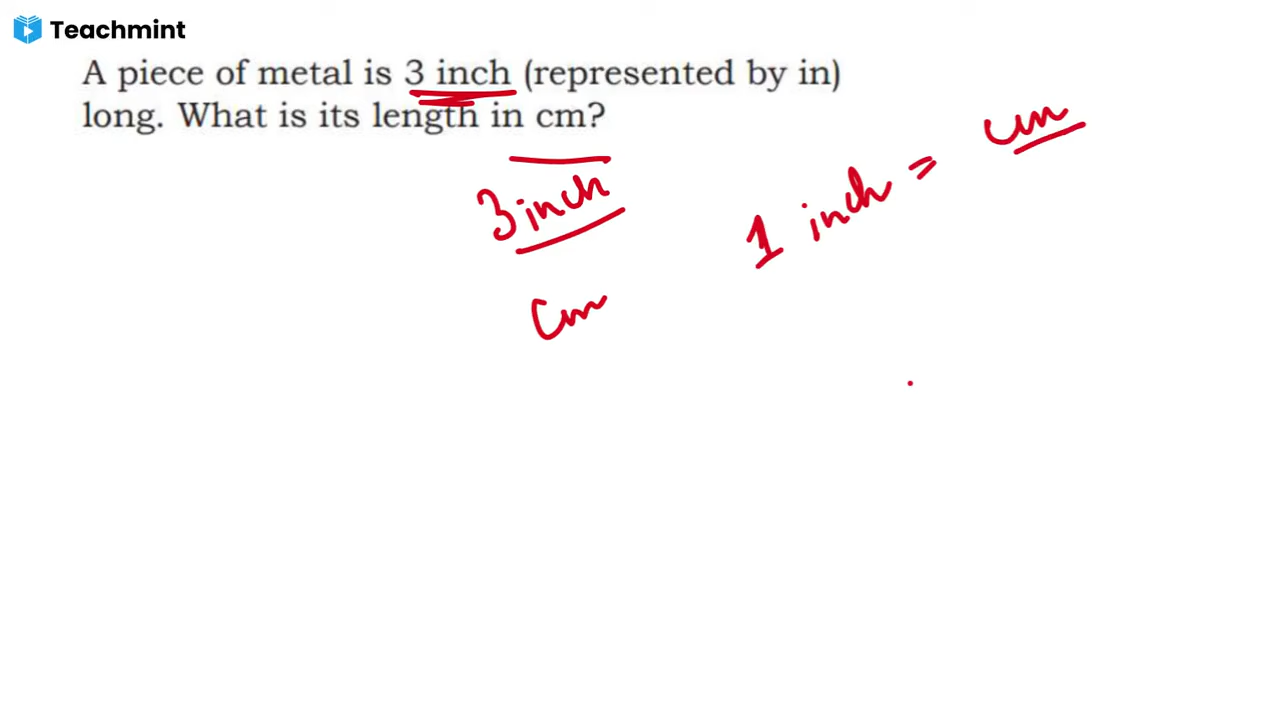 Teachmint
A piece of metal is 3 inch (represented by in)
long. What is its length in cm?
3 inch
1 inch = cm
cm